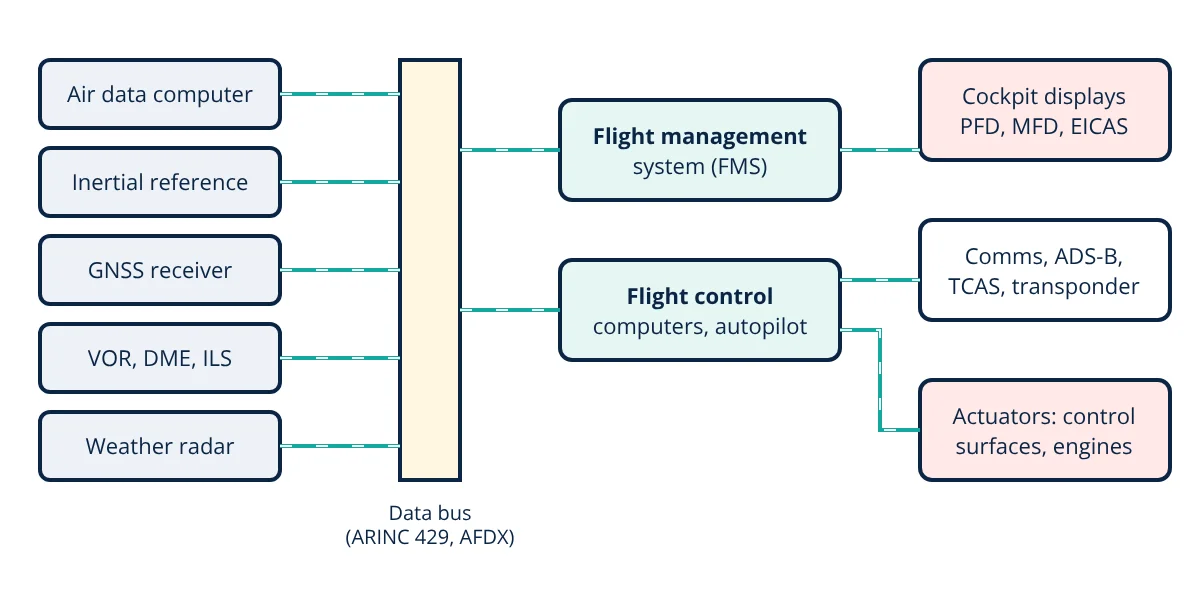 Air data computer
Inertial reference
GNSS receiver
VOR, DME, ILS
Weather radar
Data bus
(ARINC 429, AFDX)
Flight management
system (FMS)
Flight control
computers, autopilot
Cockpit displays
PFD, MFD, EICAS
Comms, ADS-B,
TCAS, transponder
Actuators: control
surfaces, engines